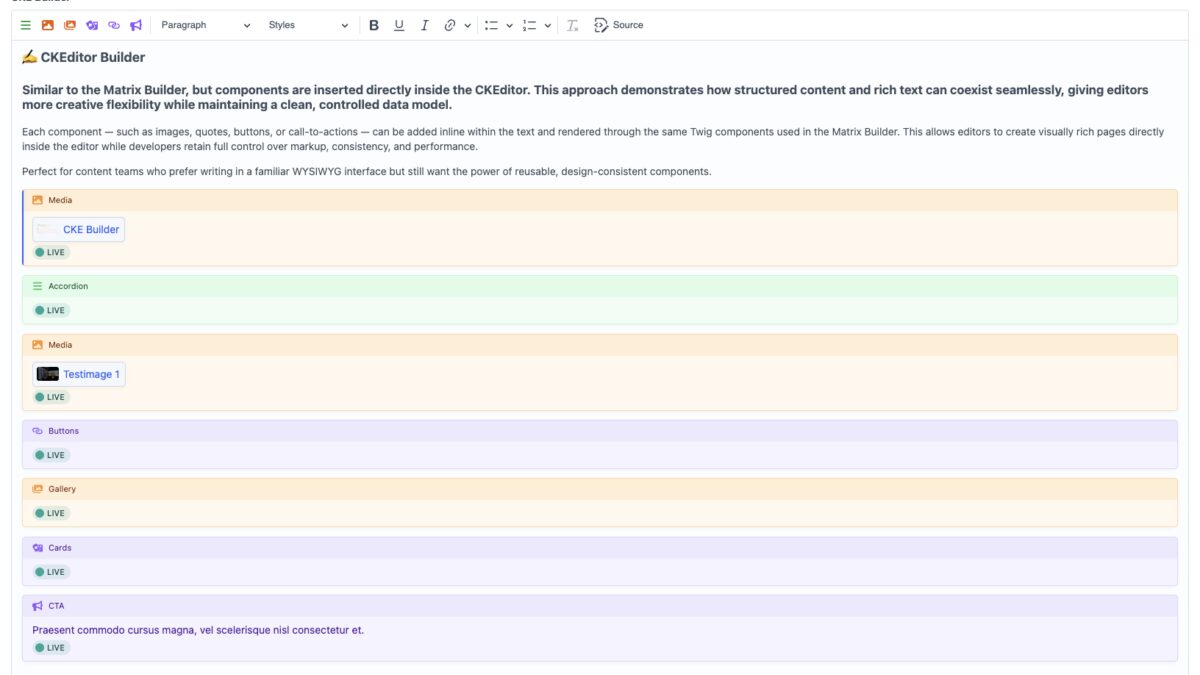 Paragraph Styles B U I Source
✍️ CKEditor Builder
Similar to the Matrix Builder, but components are inserted directly inside the CKEditor. This approach demonstrates how structured content and rich text can coexist seamlessly, giving editors
more creative flexibility while maintaining a clean, controlled data model.
Each component — such as images, quotes, buttons, or call-to-actions — can be added inline within the text and rendered through the same Twig components used in the Matrix Builder. This allows editors to create visually rich pages directly
inside the editor while developers retain full control over markup, consistency, and performance.
Perfect for content teams who prefer writing in a familiar WYSIWYG interface but still want the power of reusable, design-consistent components.
Media
CKE Builder
LIVE
Accordion
LIVE
Media
Testimage 1
LIVE
Buttons
LIVE
Gallery
LIVE
Cards
LIVE
CTA
Praesent commodo cursus magna, vel scelerisque nisl consectetur et.
LIVE